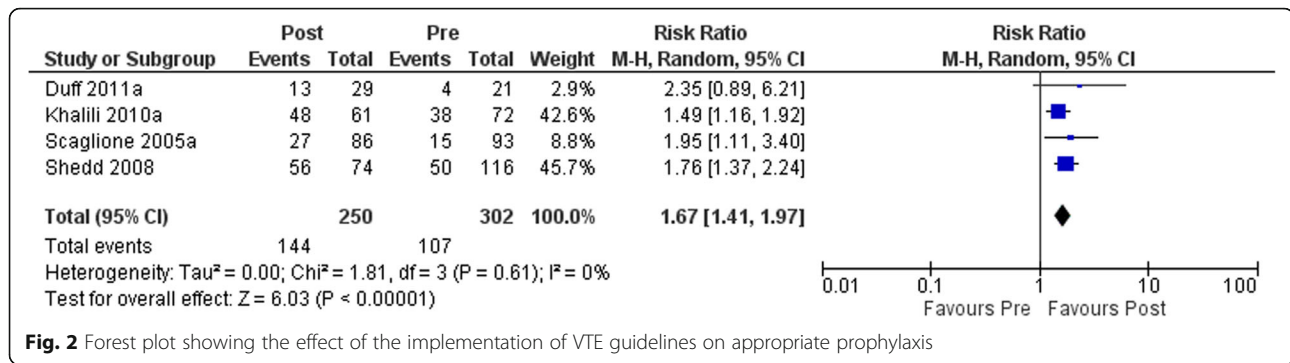 Post Pre Risk Ratio Risk Ratio
Study or Subgroup Events Total Events Total Weight M-H, Random, 95% CI M-H, Random, 95% CI
Duff 2011a 13 29 4 21 2.9% 2.35 [0.89, 6.21]
Khalili 2010a 48 61 38 72 42.6% 1.49 [1.16, 1.92]
Scaglione 2005a 27 86 15 93 8.8% 1.95 [1.11, 3.40]
Shedd 2008 56 74 50 116 45.7% 1.76 [1.37, 2.24]
Total (95% CI) 250 302 100.0% 1.67 [1.41, 1.97]
Total events 144 107
Heterogeneity: Tau² = 0.00; Chi² = 1.81, df = 3 (P = 0.61); I² = 0%
Test for overall effect: Z = 6.03 (P < 0.00001)
0.01 0.1 1 10 100
Favours Pre Favours Post
Fig. 2 Forest plot showing the effect of the implementation of VTE guidelines on appropriate prophylaxis